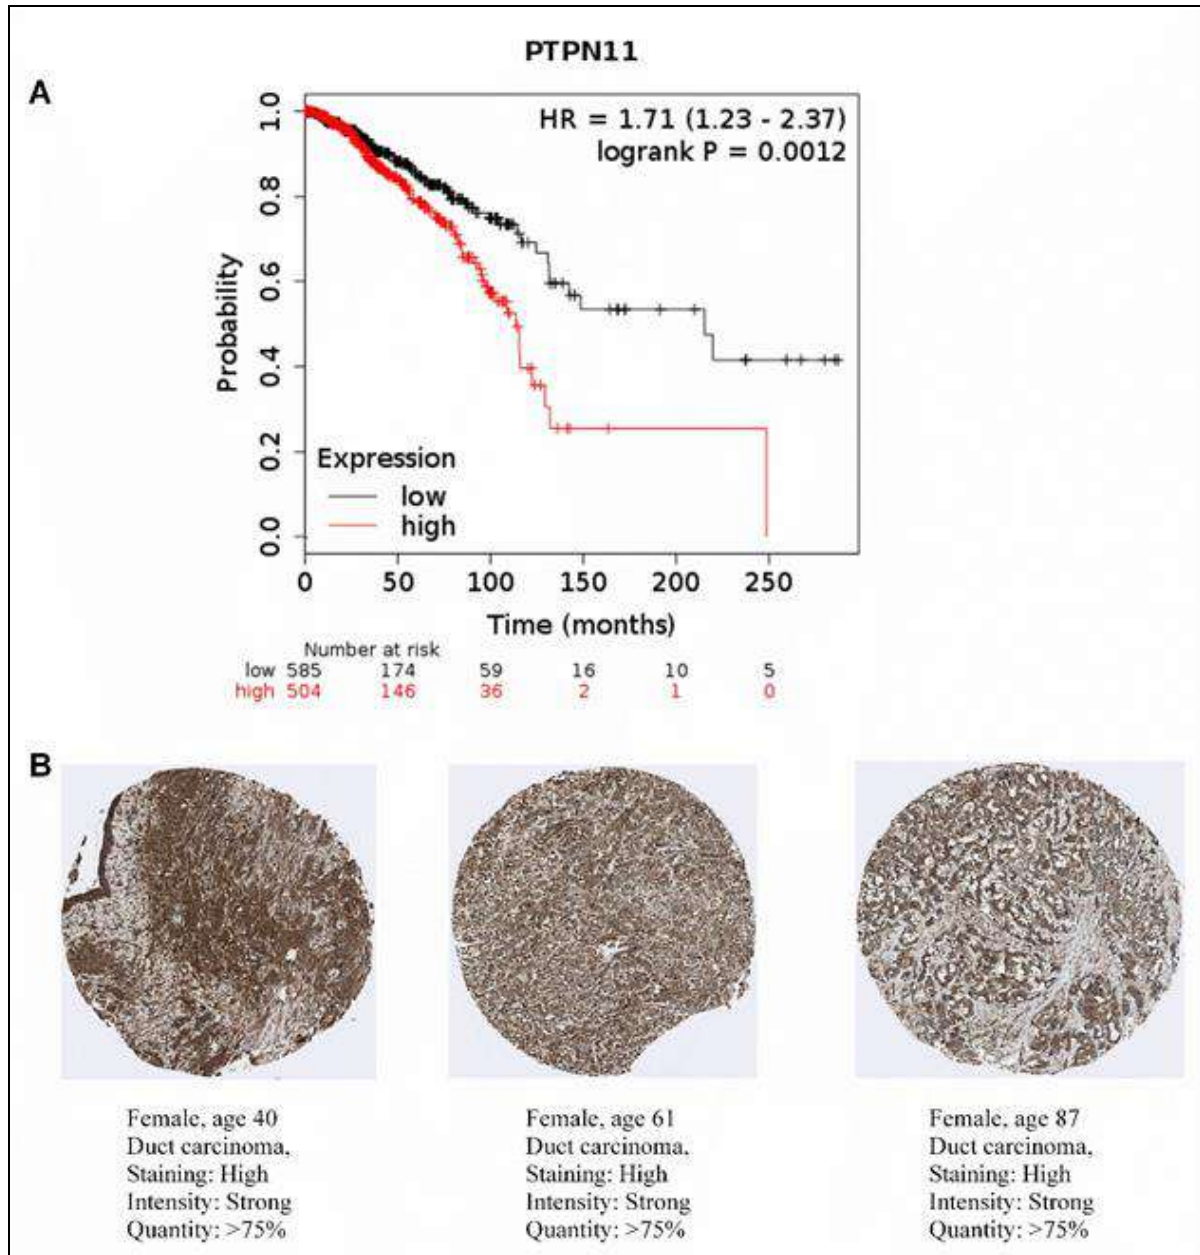 PTPN11
A
HR = 1.71 (1.23 - 2.37)
logrank P = 0.0012
Probability
1.0
0.8
0.6
0.4
0.2
0.0
Expression
low
high
0 50 100 150 200 250
Time (months)
Number at risk
low 585 174 59 16 10 5
high 504 146 36 2 1 0
B
Female, age 40
Duct carcinoma,
Staining: High
Intensity: Strong
Quantity: >75%
Female, age 61
Duct carcinoma,
Staining: High
Intensity: Strong
Quantity: >75%
Female, age 87
Duct carcinoma,
Staining: High
Intensity: Strong
Quantity: >75%